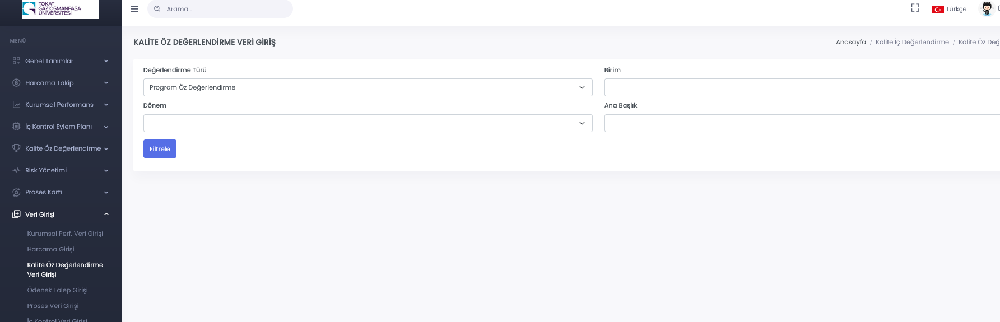 TOKAT
GAZİOSMANPAŞA
ÜNİVERSİTESİ
Arama...
Türkçe
MENÜ
Genel Tanımlar
Harcama Takip
Kurumsal Performans
İç Kontrol Eylem Planı
Kalite Öz Değerlendirme
Risk Yönetimi
Proses Kartı
Veri Girişi
Kurumsal Perf. Veri Girişi
Harcama Girişi
Kalite Öz Değerlendirme
Veri Girişi
Ödenek Talep Girişi
Proses Veri Girişi
İç Kontrol Veri Girişi
KALİTE ÖZ DEĞERLENDİRME VERİ GİRİŞ
Anasayfa / Kalite İç Değerlendirme / Kalite Öz Değ
Değerlendirme Türü
Program Öz Değerlendirme
Birim
Dönem
Ana Başlık
Filtrele